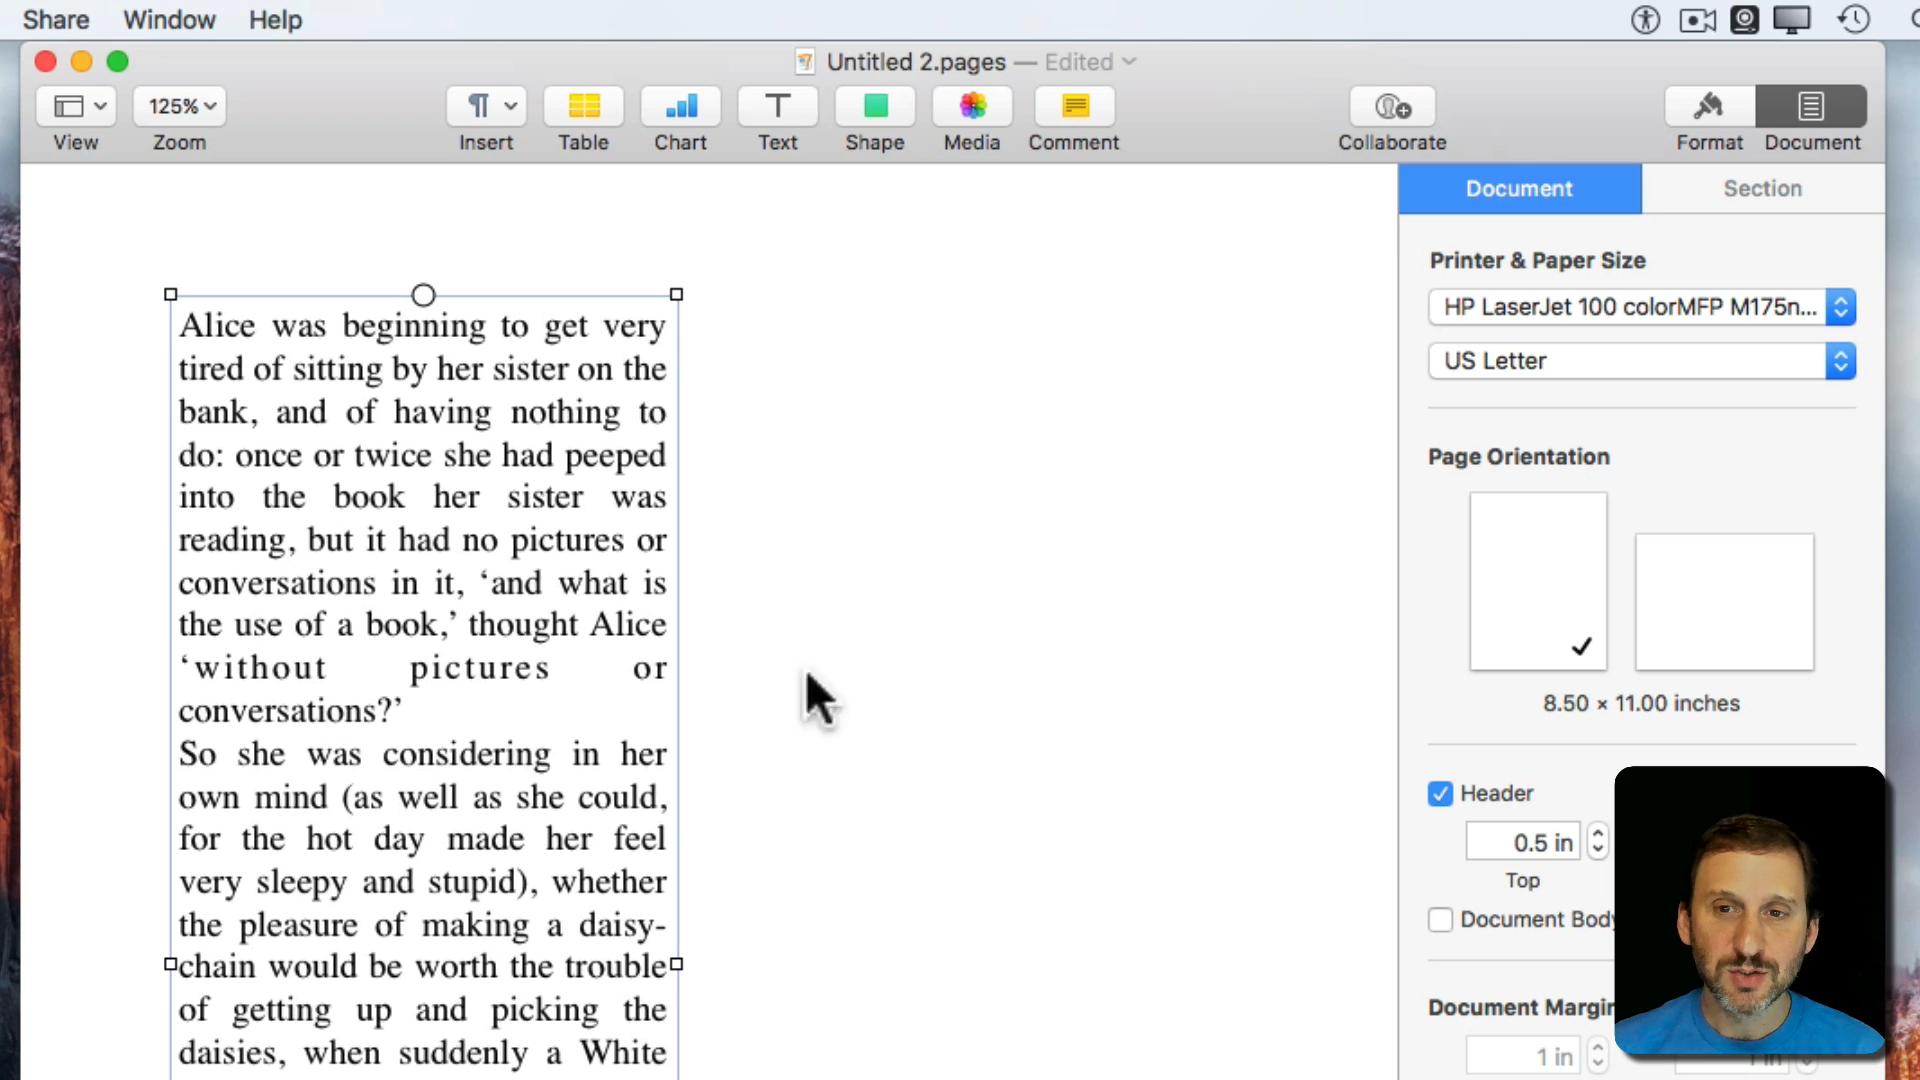 Share Window Help
Untitled 2.pages — Edited
125%
View Zoom Insert Table Chart Text Shape Media Comment Collaborate Format Document
Document Section
Alice was beginning to get very
tired of sitting by her sister on the
bank, and of having nothing to
do: once or twice she had peeped
into the book her sister was
reading, but it had no pictures or
conversations in it, ‘and what is
the use of a book,’ thought Alice
‘without pictures or
conversations?’
So she was considering in her
own mind (as well as she could,
for the hot day made her feel
very sleepy and stupid), whether
the pleasure of making a daisy-
chain would be worth the trouble
of getting up and picking the
daisies, when suddenly a White
Printer & Paper Size
HP LaserJet 100 colorMFP M175n...
US Letter
Page Orientation
8.50 × 11.00 inches
Header
0.5 in
Top
Document Body
Document Margin
1 in